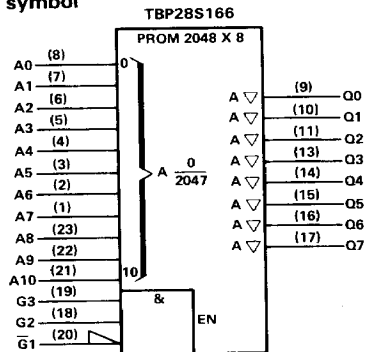 symbol
TBP28S166
PROM 2048 X 8
A0 (8) 0
A1 (7)
A2 (6)
A3 (5)
A4 (4)
A5 (3)
A6 (2)
A7 (1)
A8 (23)
A9 (22)
A10 (21) 10
A 0/2047
G3 (19)
G2 (18)
G1 (20)
&
EN
A ▽ (9) Q0
A ▽ (10) Q1
A ▽ (11) Q2
A ▽ (13) Q3
A ▽ (14) Q4
A ▽ (15) Q5
A ▽ (16) Q6
A ▽ (17) Q7